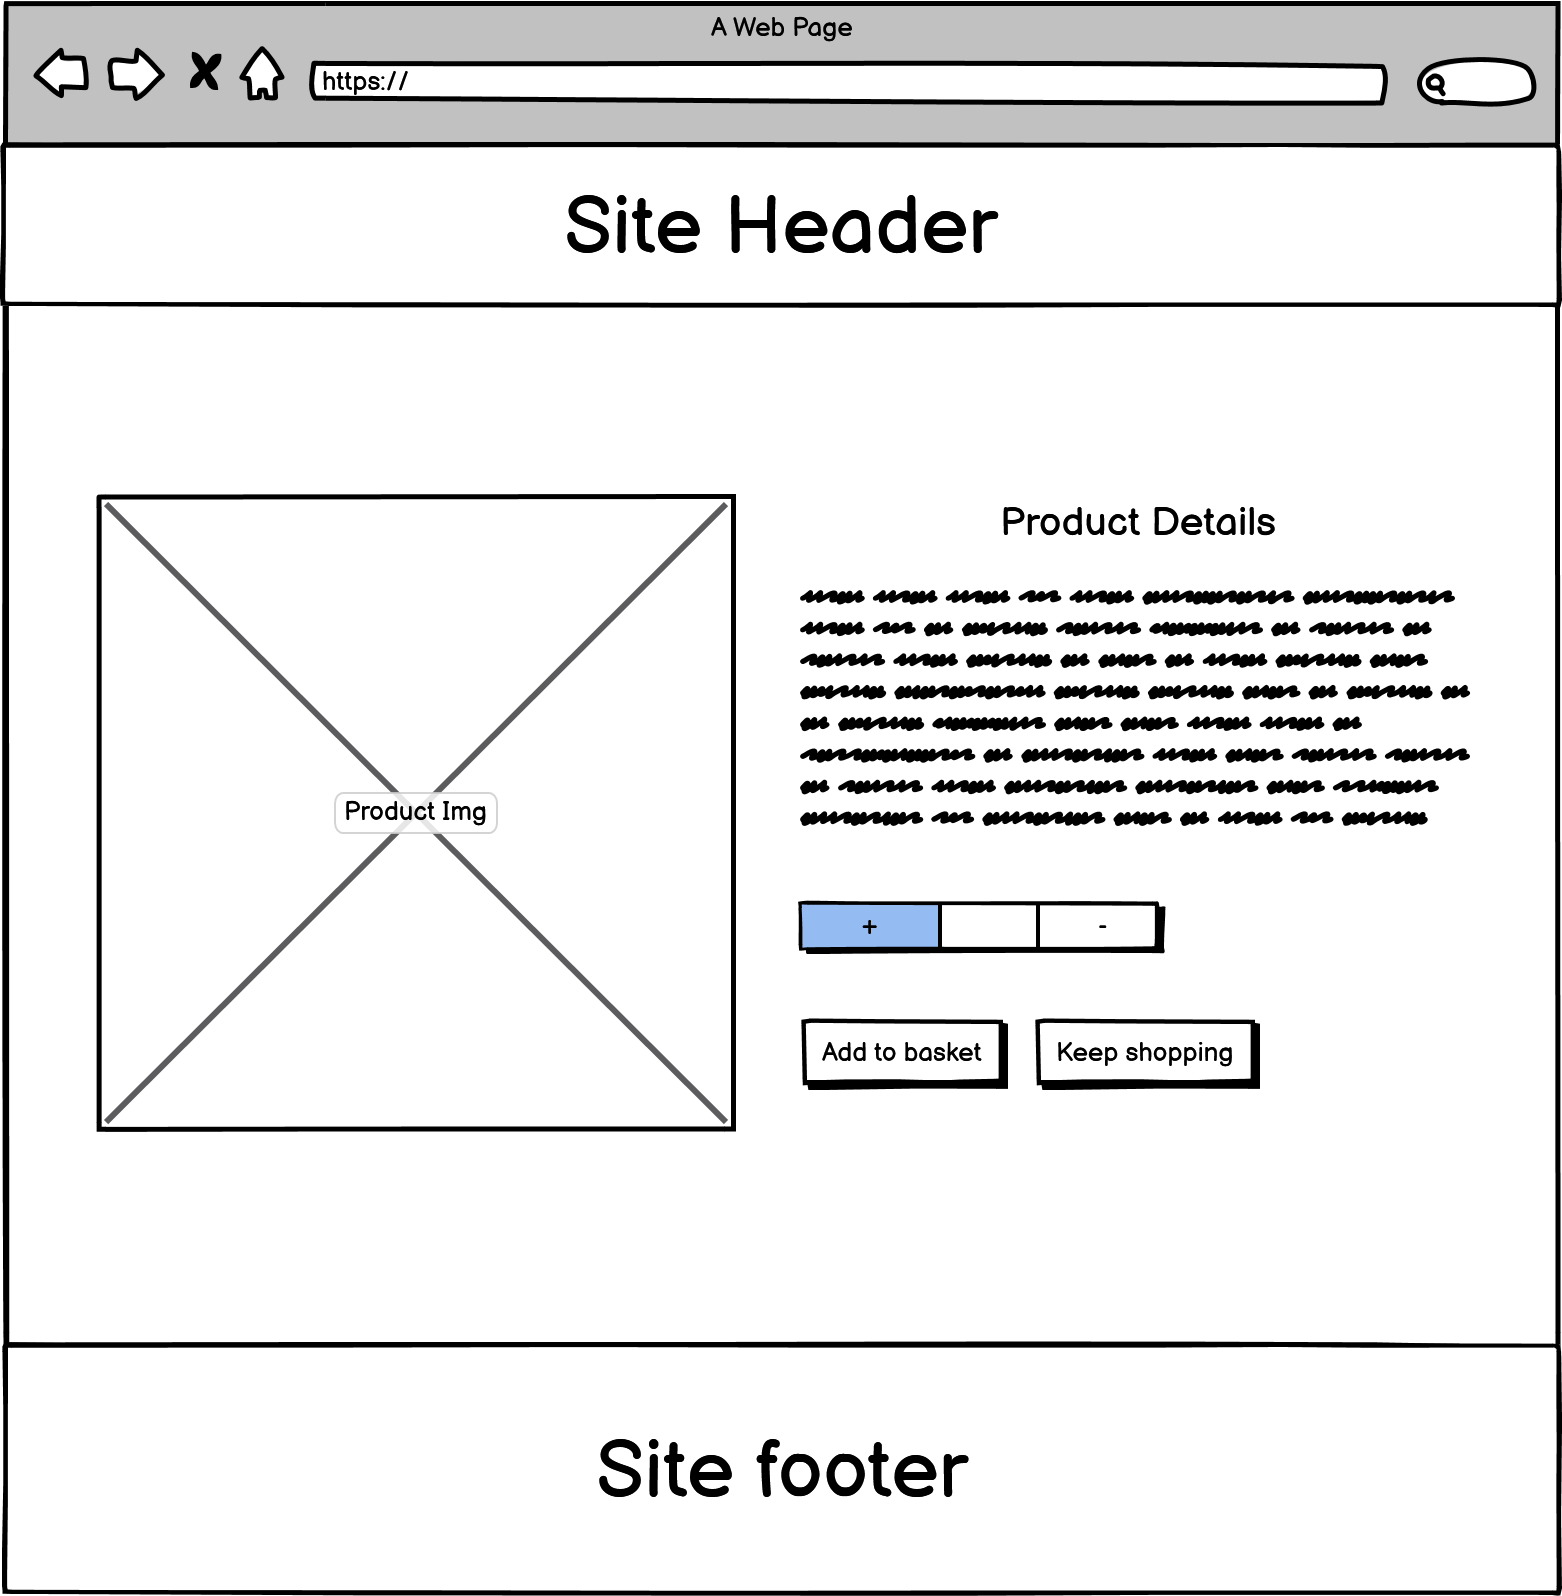 A Web Page
https://
Site Header
Product Details
Product Img
+ -
Add to basket Keep shopping
Site footer